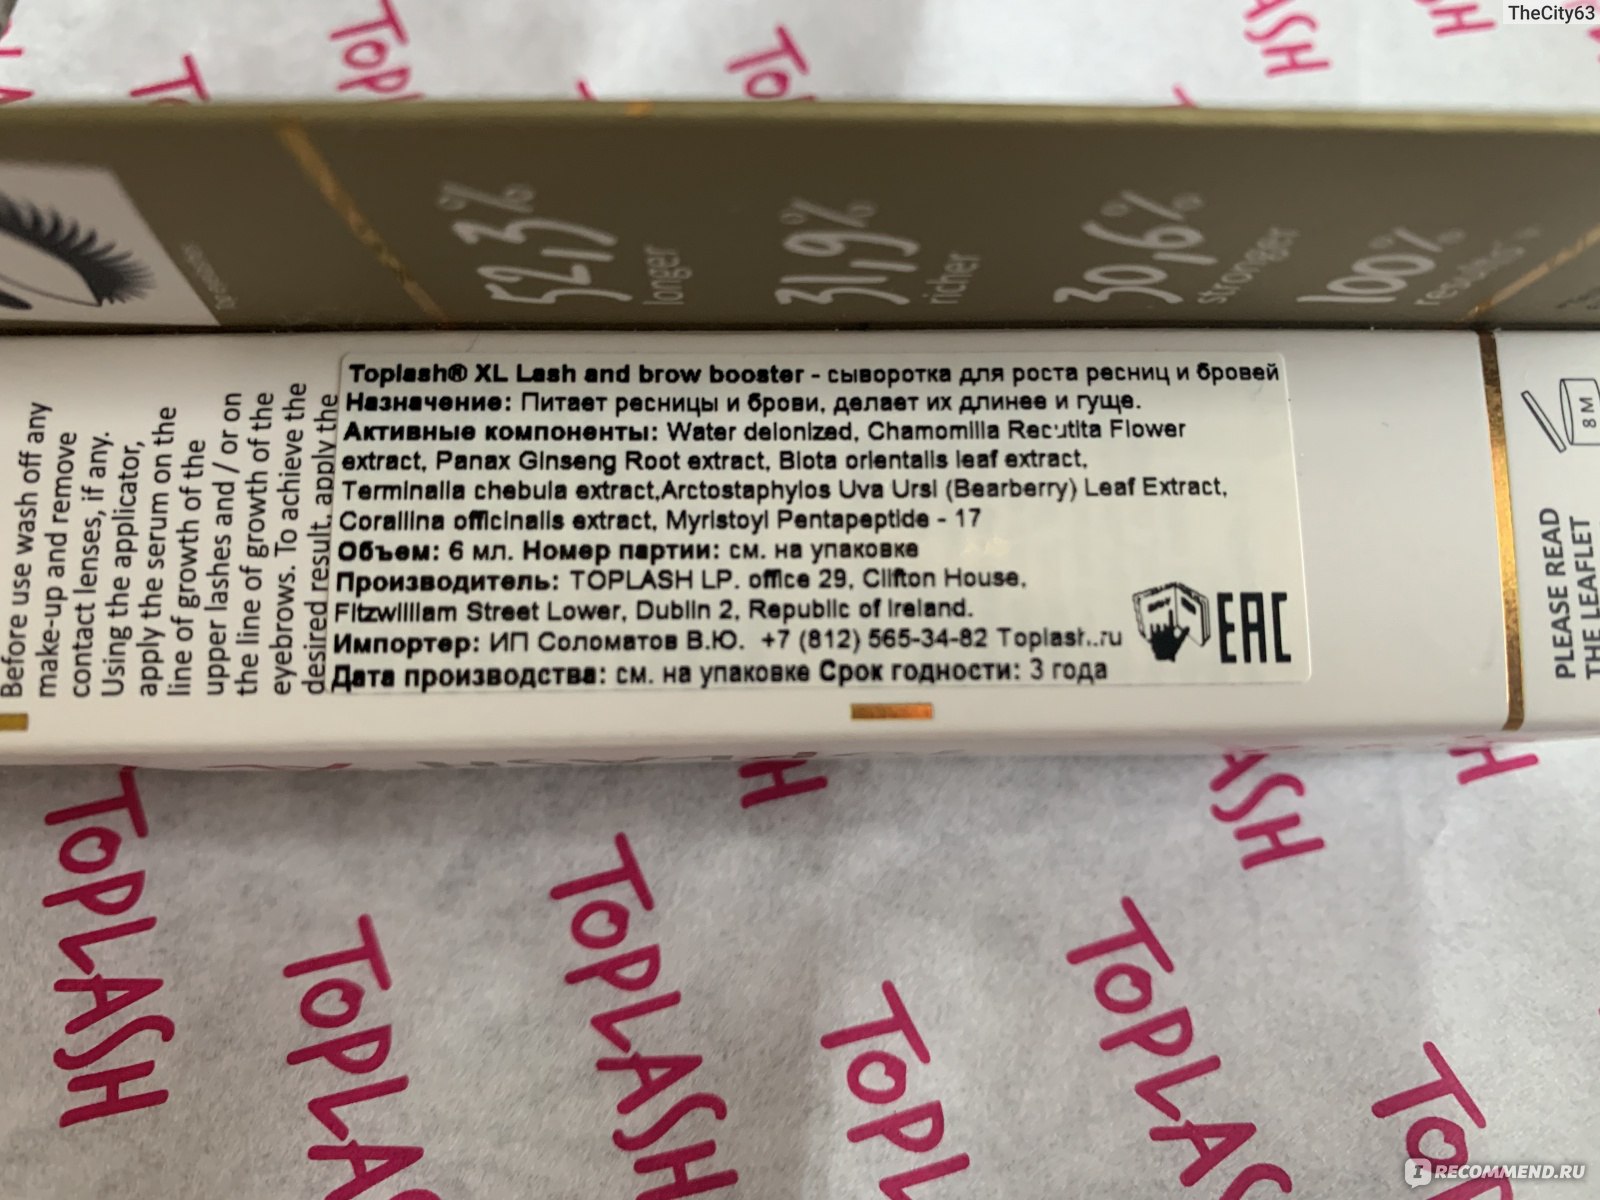 TheCity63
TOPLASH
52,3%
longer
31,9%
richer
30,6%
stronger
100%
results
Before use wash off any
make-up and remove
contact lenses, if any.
Using the applicator,
apply the serum on the
line of growth of the
upper lashes and / or on
the line of growth of the
eyebrows. To achieve the
desired result, apply the
Toplash® XL Lash and brow booster - сыворотка для роста ресниц и бровей
Назначение: Питает ресницы и брови, делает их длинее и гуще.
Активные компоненты: Water deionized, Chamomilla Recutita Flower
extract, Panax Ginseng Root extract, Biota orientalis leaf extract,
Terminalia chebula extract,Arctostaphylos Uva Ursi (Bearberry) Leaf Extract,
Corallina officinalis extract, Myristoyl Pentapeptide - 17
Объем: 6 мл. Номер партии: см. на упаковке
Производитель: TOPLASH LP. office 29, Clifton House,
Fitzwilliam Street Lower, Dublin 2, Republic of Ireland.
Импортер: ИП Соломатов В.Ю. +7 (812) 565-34-82 Toplash.ru
Дата производства: см. на упаковке Срок годности: 3 года
EAC
8 M
PLEASE READ
THE LEAFLET
TOPLASH
TOPLASH
TOPLASH
TOPLASH
TOPLASH
IRECOMMEND.RU